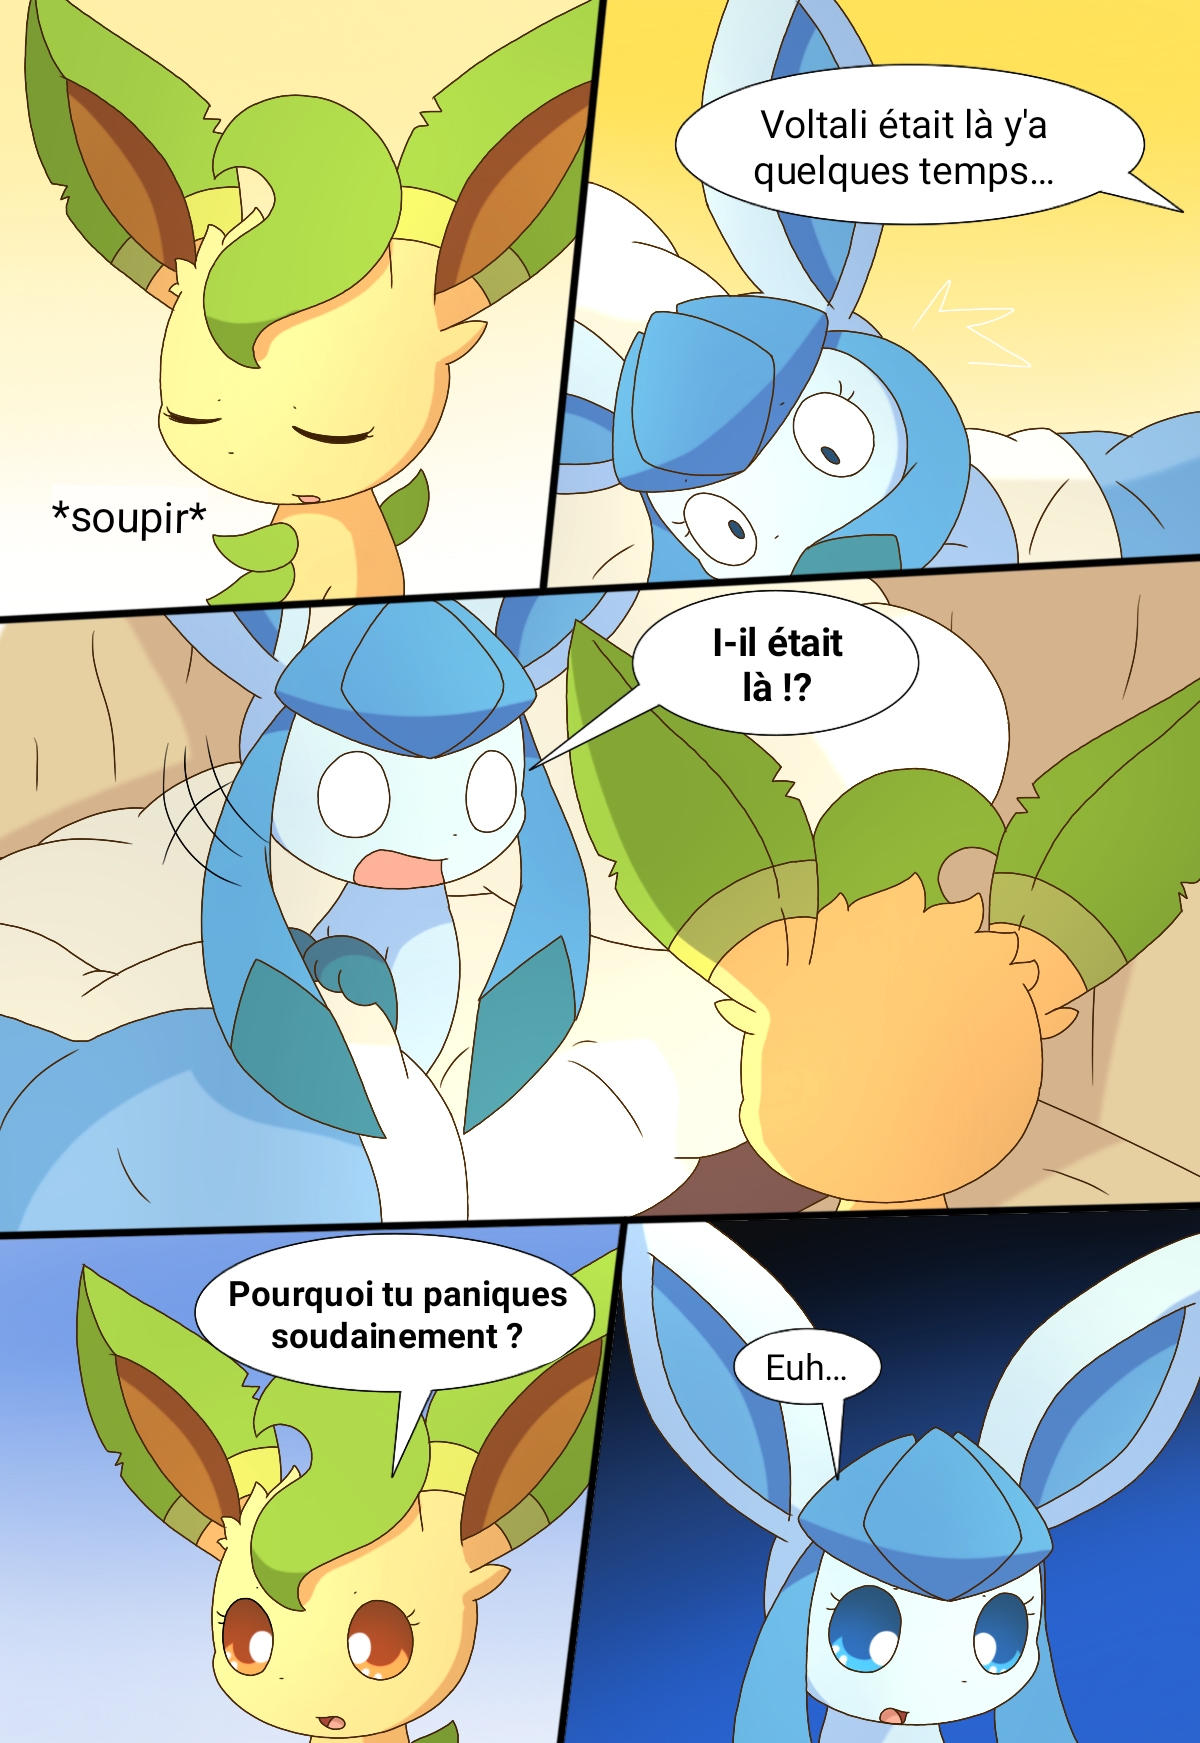 *soupir*
Voltali était là y'a
quelques temps...
I-il était
là !?
Pourquoi tu paniques
soudainement ?
Euh...